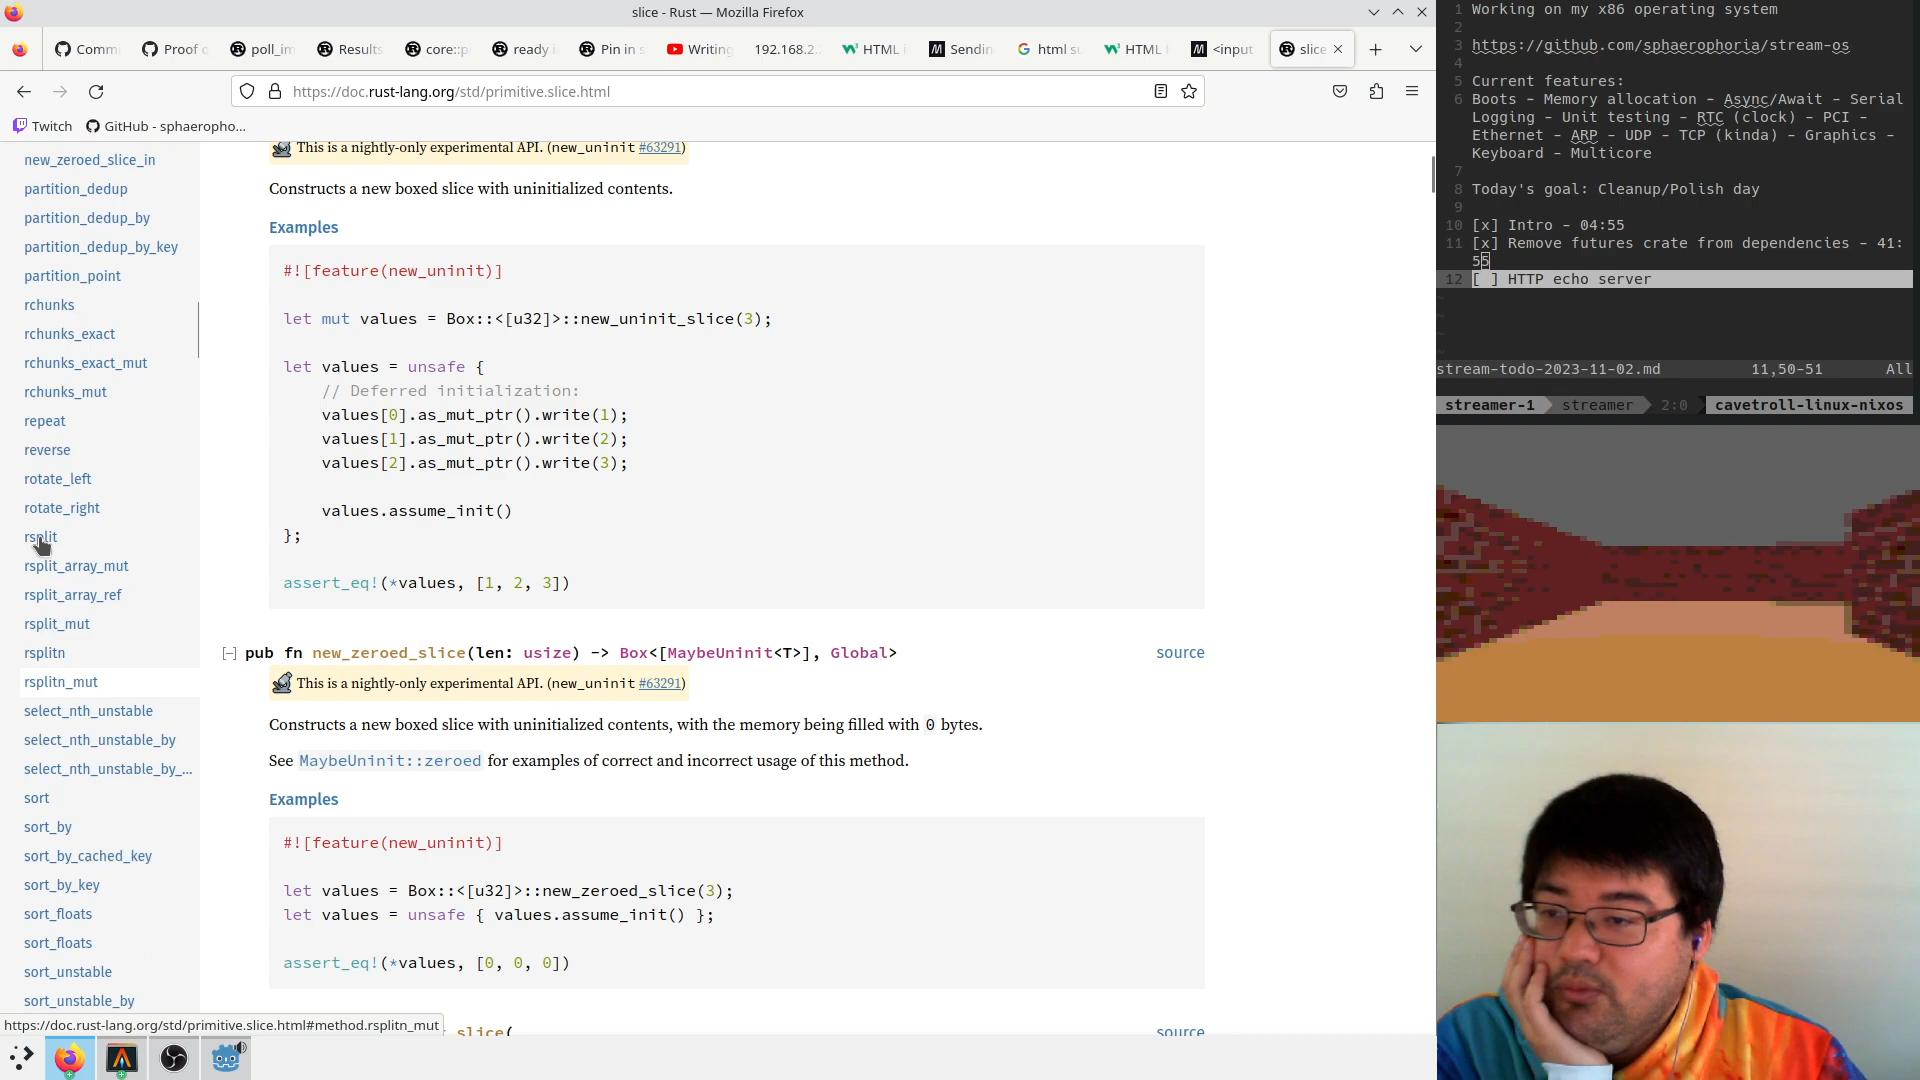 slice - Rust — Mozilla Firefox
Comm
Proof o
poll_im
Results
core::p
ready
Pin in s
Writing
192.168.2.
HTML
Sendin
html su
HTML
<input
slice
https://doc.rust-lang.org/std/primitive.slice.html
Twitch
GitHub - sphaeropho...
new_zeroed_slice_in
partition_dedup
partition_dedup_by
partition_dedup_by_key
partition_point
rchunks
rchunks_exact
rchunks_exact_mut
rchunks_mut
repeat
reverse
rotate_left
rotate_right
rsplit
rsplit_array_mut
rsplit_array_ref
rsplit_mut
rsplitn
rsplitn_mut
select_nth_unstable
select_nth_unstable_by
select_nth_unstable_by_...
sort
sort_by
sort_by_cached_key
sort_by_key
sort_floats
sort_floats
sort_unstable
sort_unstable_by
https://doc.rust-lang.org/std/primitive.slice.html#method.rsplitn_mut
This is a nightly-only experimental API. (new_uninit #63291)
Constructs a new boxed slice with uninitialized contents.
Examples
#![feature(new_uninit)]
let mut values = Box::<[u32]>::new_uninit_slice(3);
let values = unsafe {
// Deferred initialization:
values[0].as_mut_ptr().write(1);
values[1].as_mut_ptr().write(2);
values[2].as_mut_ptr().write(3);
values.assume_init()
};
assert_eq!(*values, [1, 2, 3])
[−] pub fn new_zeroed_slice(len: usize) -> Box<[MaybeUninit<T>], Global>
source
This is a nightly-only experimental API. (new_uninit #63291)
Constructs a new boxed slice with uninitialized contents, with the memory being filled with 0 bytes.
See MaybeUninit::zeroed for examples of correct and incorrect usage of this method.
Examples
#![feature(new_uninit)]
let values = Box::<[u32]>::new_zeroed_slice(3);
let values = unsafe { values.assume_init() };
assert_eq!(*values, [0, 0, 0])
slice(
source
1 Working on my x86 operating system
2
3 https://github.com/sphaerophoria/stream-os
4
5 Current features:
6 Boots - Memory allocation - Async/Await - Serial
Logging - Unit testing - RTC (clock) - PCI -
Ethernet - ARP - UDP - TCP (kinda) - Graphics -
Keyboard - Multicore
7
8 Today's goal: Cleanup/Polish day
9
10 [x] Intro - 04:55
11 [x] Remove futures crate from dependencies - 41:
55
12 [ ] HTTP echo server
~
~
~
~
stream-todo-2023-11-02.md 11,50-51 All
streamer-1 streamer 2:0 cavetroll-linux-nixos